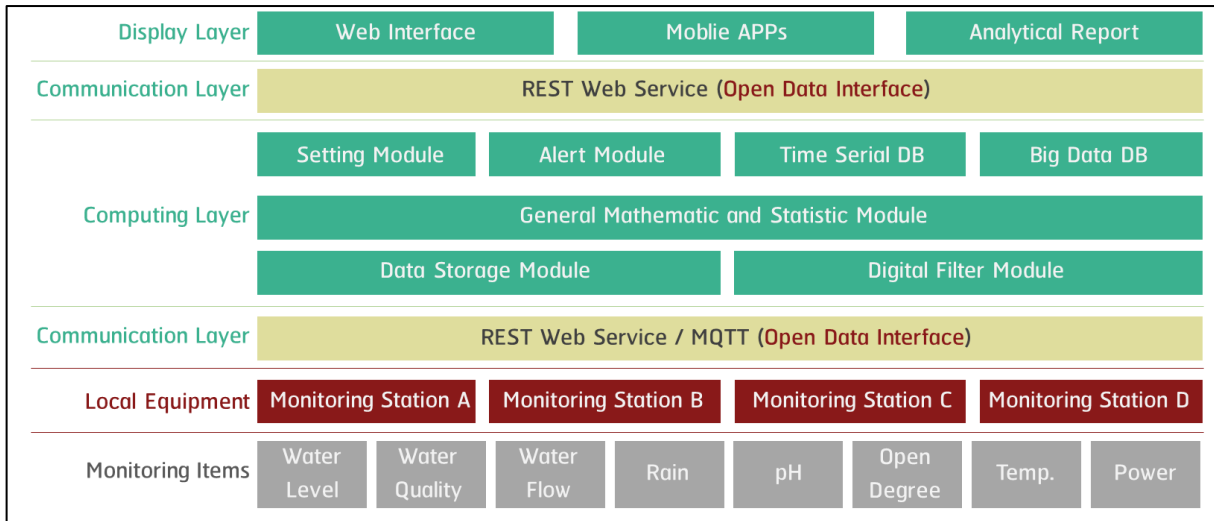 Display Layer
Web Interface
Moblie APPs
Analytical Report
Communication Layer
REST Web Service (Open Data Interface)
Setting Module
Alert Module
Time Serial DB
Big Data DB
Computing Layer
General Mathematic and Statistic Module
Data Storage Module
Digital Filter Module
Communication Layer
REST Web Service / MQTT (Open Data Interface)
Local Equipment
Monitoring Station A
Monitoring Station B
Monitoring Station C
Monitoring Station D
Monitoring Items
Water
Level
Water
Quality
Water
Flow
Rain
pH
Open
Degree
Temp.
Power